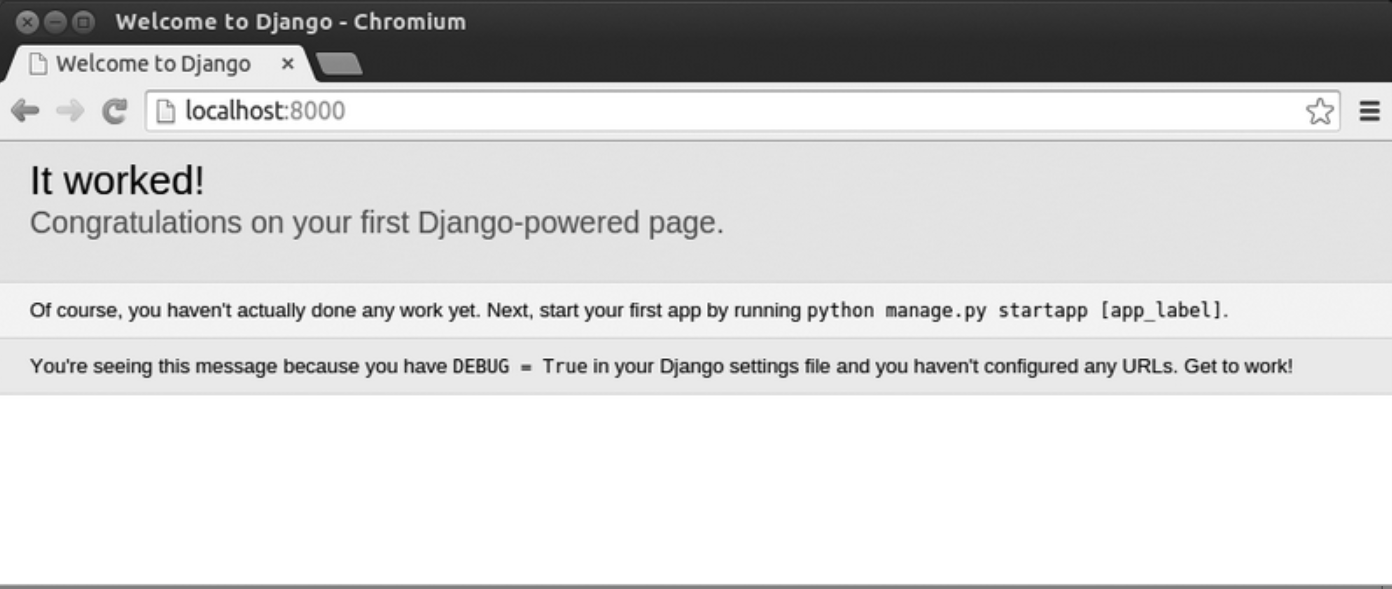 Welcome to Django - Chromium
Welcome to Django
localhost:8000
It worked!
Congratulations on your first Django-powered page.
Of course, you haven't actually done any work yet. Next, start your first app by running python manage.py startapp [app_label].
You're seeing this message because you have DEBUG = True in your Django settings file and you haven't configured any URLs. Get to work!